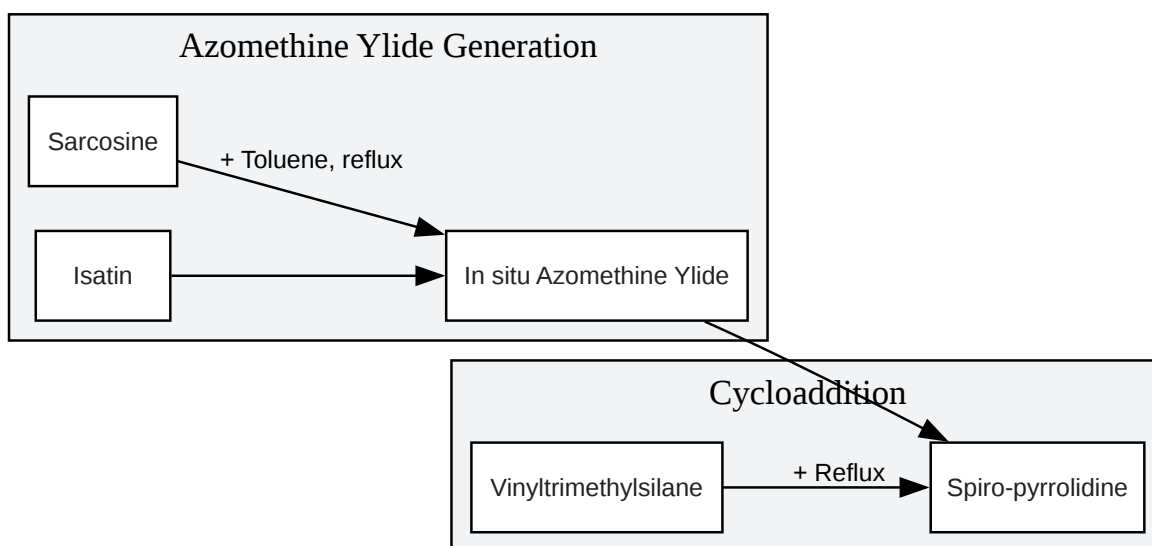 Azomethine Ylide Generation
Sarcosine
+ Toluene, reflux
Isatin
In situ Azomethine Ylide
Cycloaddition
Vinyltrimethylsilane
+ Reflux
Spiro-pyrrolidine